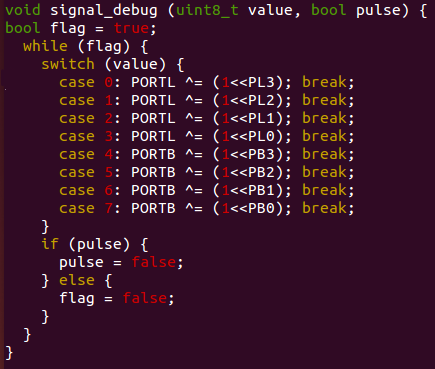 void signal_debug (uint8_t value, bool pulse) {
bool flag = true;
  while (flag) {
    switch (value) {
      case 0: PORTL ^= (1<<PL3); break;
      case 1: PORTL ^= (1<<PL2); break;
      case 2: PORTL ^= (1<<PL1); break;
      case 3: PORTL ^= (1<<PL0); break;
      case 4: PORTB ^= (1<<PB3); break;
      case 5: PORTB ^= (1<<PB2); break;
      case 6: PORTB ^= (1<<PB1); break;
      case 7: PORTB ^= (1<<PB0); break;
    }
    if (pulse) {
      pulse = false;
    } else {
      flag = false;
    }
  }
}